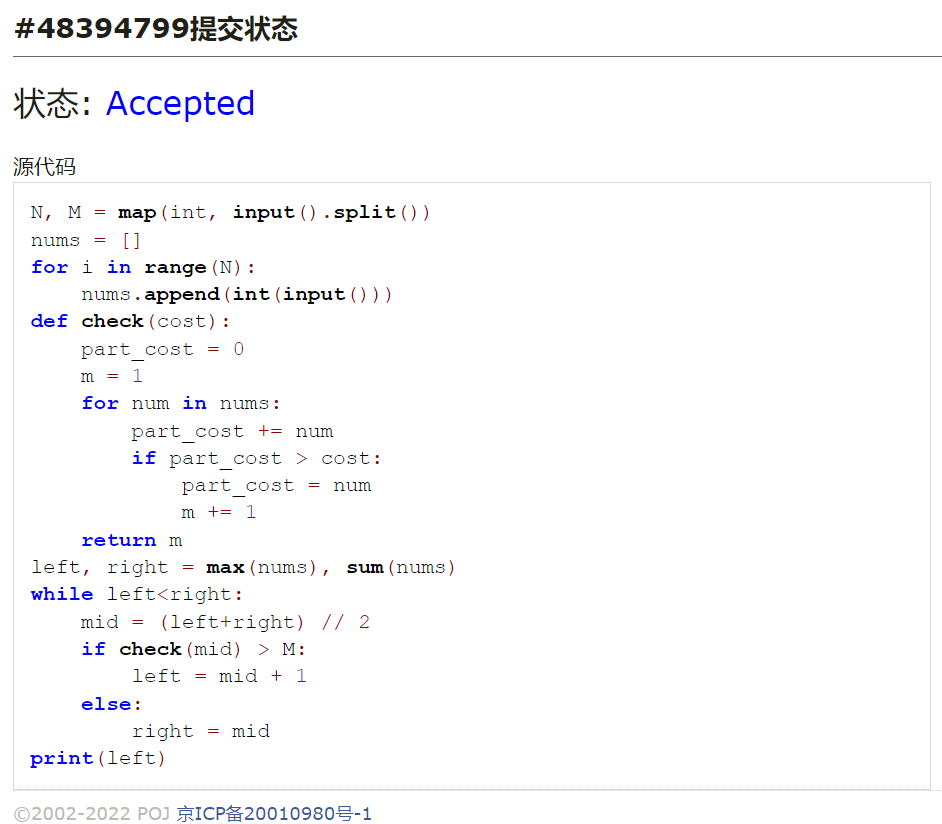 #48394799提交状态
状态: Accepted
源代码
N, M = map(int, input().split())
nums = []
for i in range(N):
    nums.append(int(input()))
def check(cost):
    part_cost = 0
    m = 1
    for num in nums:
        part_cost += num
        if part_cost > cost:
            part_cost = num
            m += 1
    return m
left, right = max(nums), sum(nums)
while left<right:
    mid = (left+right) // 2
    if check(mid) > M:
        left = mid + 1
    else:
        right = mid
print(left)
©2002-2022 POJ 京ICP备20010980号-1